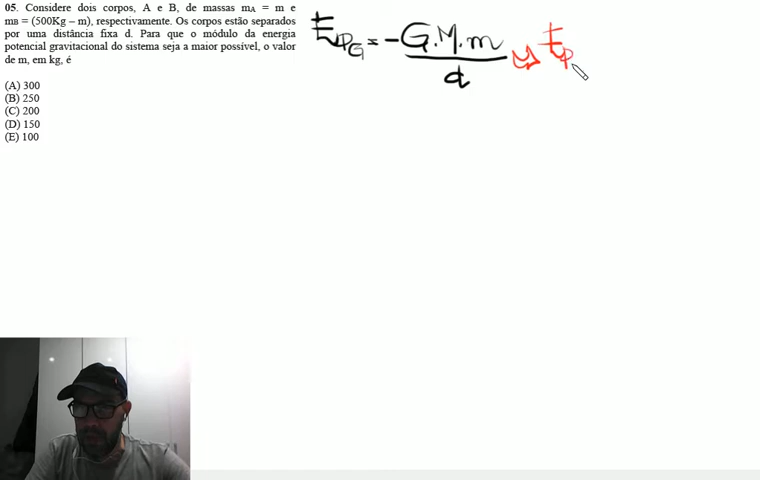 05. Considere dois corpos, A e B, de massas mA = m e
mB = (500Kg – m), respectivamente. Os corpos estão separados
por uma distância fixa d. Para que o módulo da energia
potencial gravitacional do sistema seja a maior possível, o valor
de m, em kg, é
(A) 300
(B) 250
(C) 200
(D) 150
(E) 100
EPG = - G.M.m
d
EP